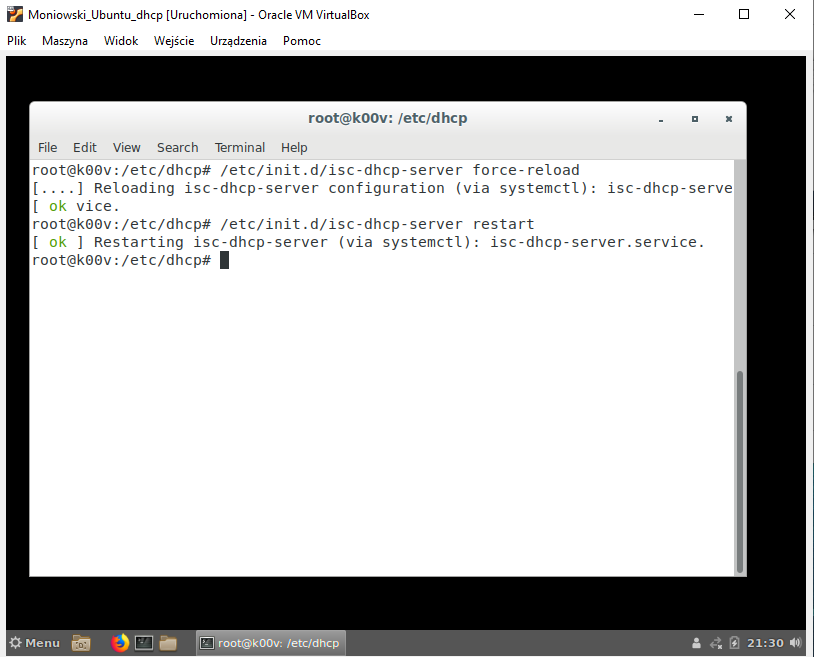 Moniowski_Ubuntu_dhcp [Uruchomiona] - Oracle VM VirtualBox
Plik Maszyna Widok Wejście Urządzenia Pomoc
root@k00v: /etc/dhcp
File Edit View Search Terminal Help
root@k00v:/etc/dhcp# /etc/init.d/isc-dhcp-server force-reload
[....] Reloading isc-dhcp-server configuration (via systemctl): isc-dhcp-serve
[ ok vice.
root@k00v:/etc/dhcp# /etc/init.d/isc-dhcp-server restart
[ ok ] Restarting isc-dhcp-server (via systemctl): isc-dhcp-server.service.
root@k00v:/etc/dhcp#
Menu root@k00v: /etc/dhcp 21:30